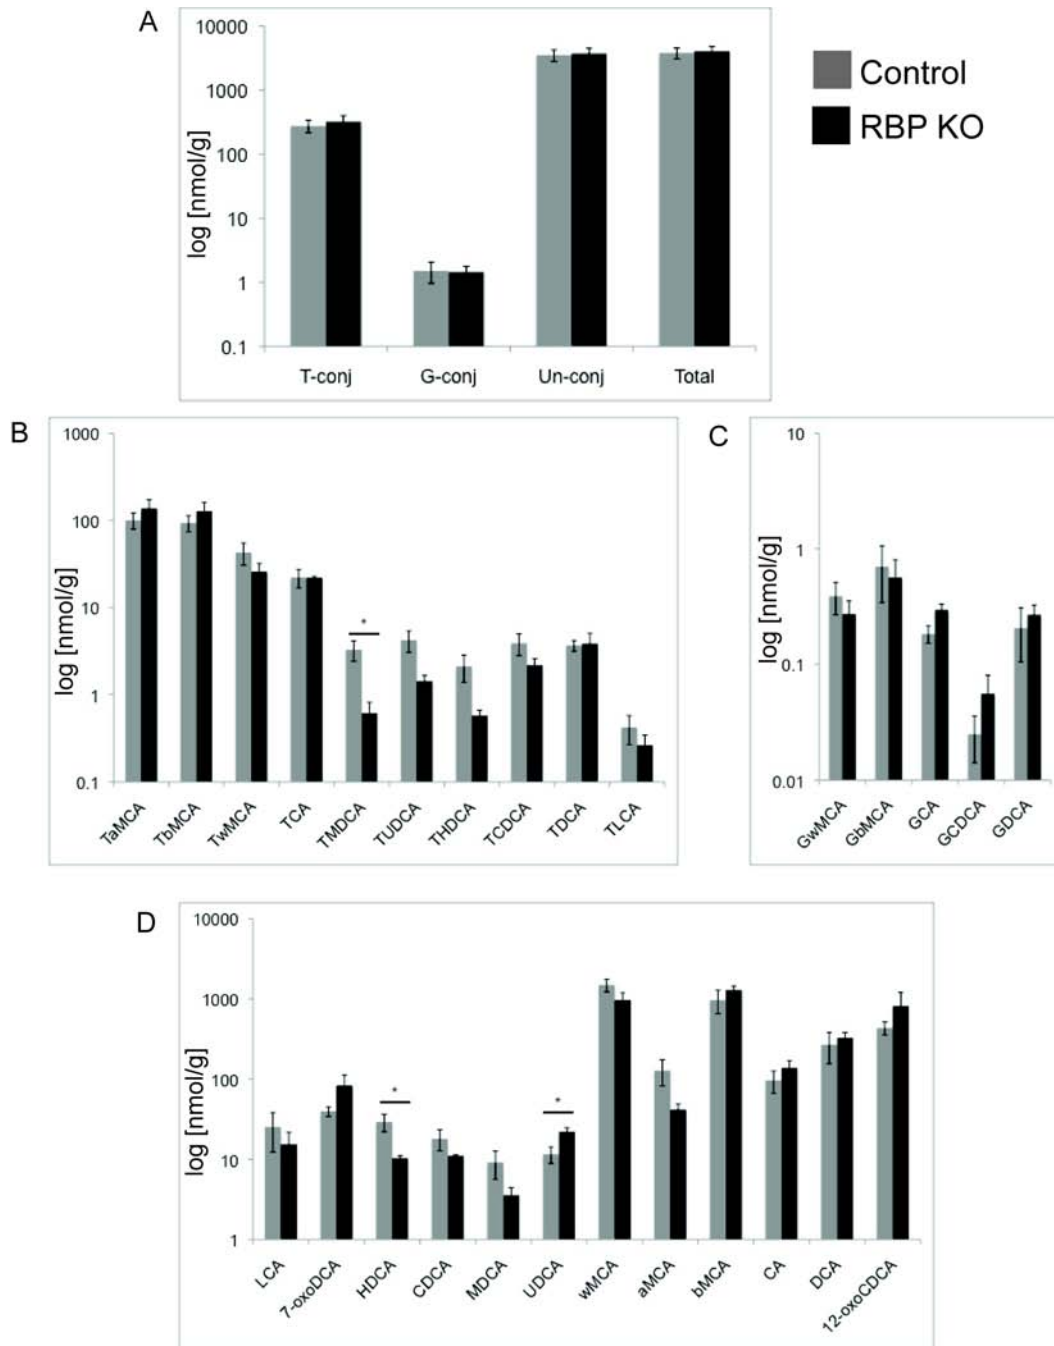 A
10000
1000
100
10
1
0.1
log [nmol/g]
T-conj G-conj Un-conj Total
Control
RBP KO
B
1000
100
10
1
0.1
log [nmol/g]
*
TaMCA TbMCA TwMCA TCA TMDCA TUDCA THDCA TCDCA TDCA TLCA
C
10
1
0.1
0.01
log [nmol/g]
GwMCA GbMCA GCA GCDCA GDCA
D
10000
1000
100
10
1
log [nmol/g]
* *
LCA 7-oxoDCA HDCA CDCA MDCA UDCA wMCA aMCA bMCA CA DCA 12-oxoCDCA